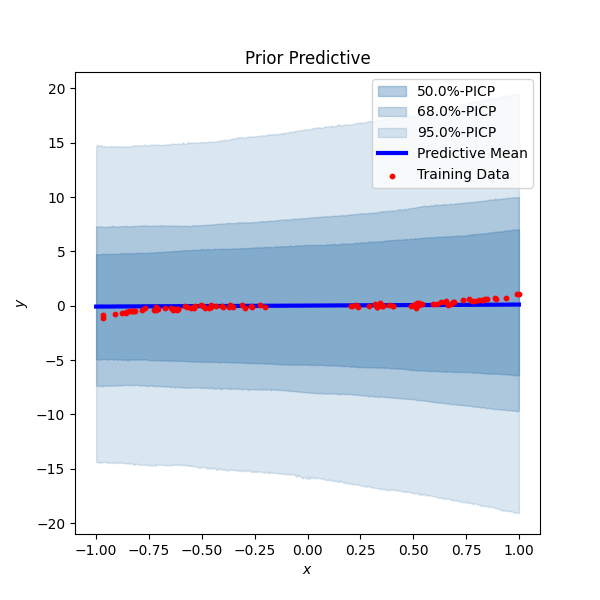 Prior Predictive
50.0%-PICP
68.0%-PICP
95.0%-PICP
Predictive Mean
Training Data
20
15
10
5
0
−5
−10
−15
−20
y
−1.00 −0.75 −0.50 −0.25 0.00 0.25 0.50 0.75 1.00
x